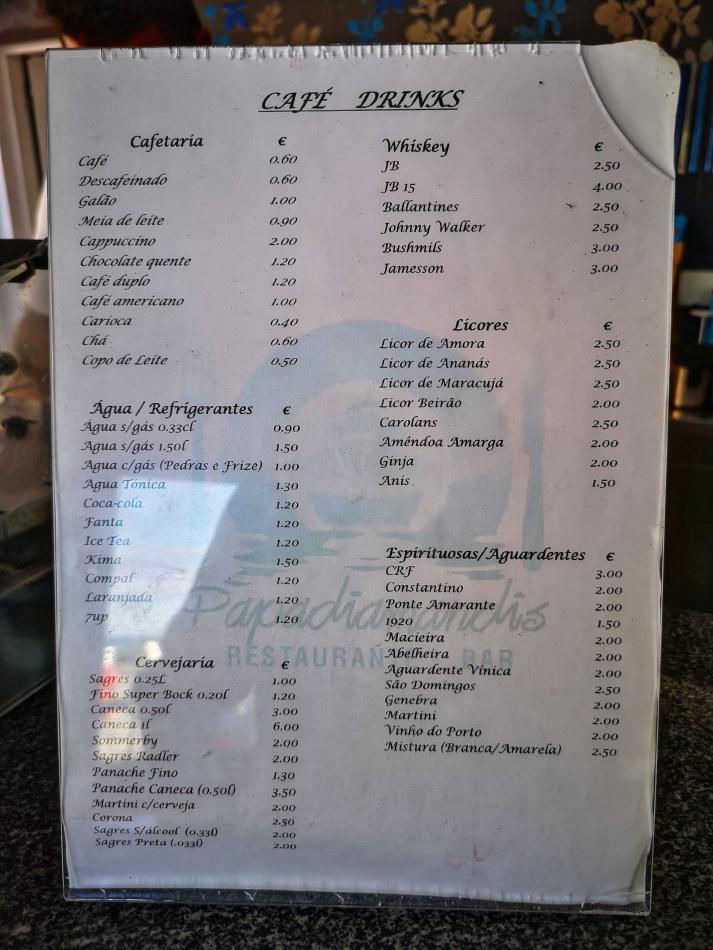 CAFÉ DRINKS
Cafetaria €
Café 0.60
Descafeinado 0.60
Galão 1.00
Meia de leite 0.90
Cappuccino 2.00
Chocolate quente 1.20
Café duplo 1.20
Café americano 1.00
Carioca 0.40
Chá 0.60
Copo de Leite 0.50
Água / Refrigerantes €
Água s/gás 0.33cl 0.90
Agua s/gás 1.50l 1.50
Agua c/gás (Pedras e Frize) 1.00
Agua Tónica 1.30
Coca-cola 1.20
Fanta 1.20
Ice Tea 1.20
Kima 1.50
Compal 1.20
Laranjada 1.20
7up 1.20
Cervejaria €
Sagres 0.25L 1.00
Fino Super Bock 0.20l 1.20
Caneca 0.50l 3.00
Caneca 1l 6.00
Sommerby 2.00
Sagres Radler 2.00
Panache Fino 1.30
Panache Caneca (0.50l) 3.50
Martini c/cerveja 2.00
Corona 2.50
Sagres S/álcool (0.33l) 2.00
Sagres Preta (.033l) 2.00
Whiskey €
JB 2.50
JB 15 4.00
Ballantines 2.50
Johnny Walker 2.50
Bushmils 3.00
Jamesson 3.00
Licores €
Licor de Amora 2.50
Licor de Ananás 2.50
Licor de Maracujá 2.50
Licor Beirão 2.00
Carolans 2.50
Amêndoa Amarga 2.00
Ginja 2.00
Anis 1.50
Espirituosas/Aguardentes €
CRF 3.00
Constantino 2.00
Ponte Amarante 2.00
1920 1.50
Macieira 2.00
Abelheira 2.00
Aguardente Vínica 2.00
São Domingos 2.50
Genebra 2.00
Martini 2.00
Vinho do Porto 2.00
Mistura (Branca/Amarela) 2.50
Papadiamandis
RESTAURAN BAR